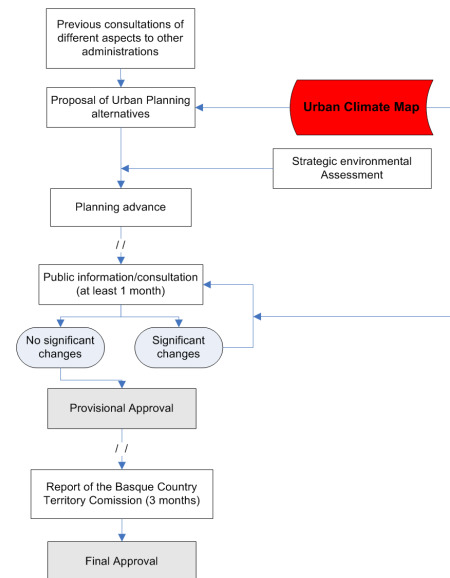 Previous consultations of
different aspects to other
administrations
Proposal of Urban Planning
alternatives
Urban Climate Map
Strategic environmental
Assessment
Planning advance
/ /
Public information/consultation
(at least 1 month)
No significant
changes
Significant
changes
Provisional Approval
/ /
Report of the Basque Country
Territory Comission (3 months)
Final Approval